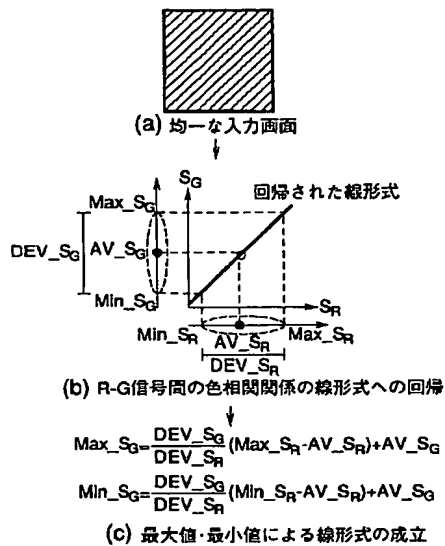 (a) 均一な入力画面
S_G
回帰された線形式
Max_S_G
DEV_S_G
AV_S_G
Min_S_G
S_R
Min_S_R
Max_S_R
AV_S_R
DEV_S_R
(b) R-G信号間の色相関関係の線形式への回帰
Max_S_G=DEV_S_G/DEV_S_R(Max_S_R-AV_S_R)+AV_S_G
Min_S_G=DEV_S_G/DEV_S_R(Min_S_R-AV_S_R)+AV_S_G
(c) 最大値・最小値による線形式の成立